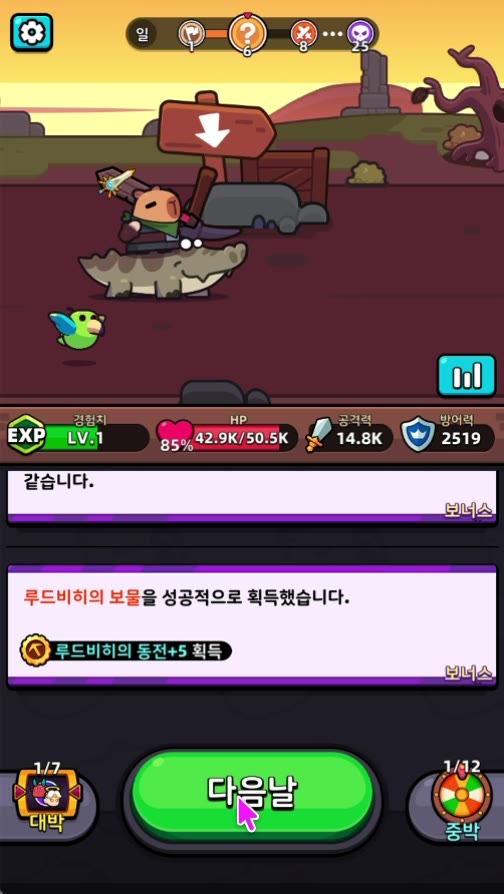 일
1
?
6
8
25
EXP
경험치
LV.1
85%
HP
42.9K/50.5K
공격력
14.8K
방어력
2519
같습니다.
보너스
루드비히의 보물을 성공적으로 획득했습니다.
루드비히의 동전+5 획득
보너스
1/7
대박
다음날
1/12
중박